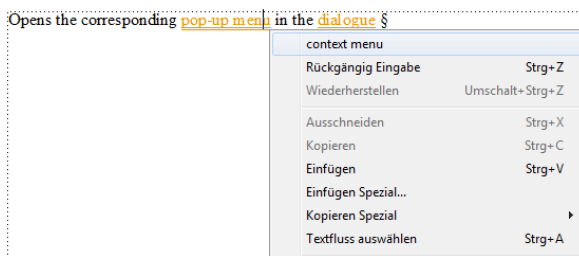 Opens the corresponding pop-up menu in the dialogue §
context menu
Rückgängig Eingabe Strg+Z
Wiederherstellen Umschalt+Strg+Z
Ausschneiden Strg+X
Kopieren Strg+C
Einfügen Strg+V
Einfügen Spezial...
Kopieren Spezial
Textfluss auswählen Strg+A